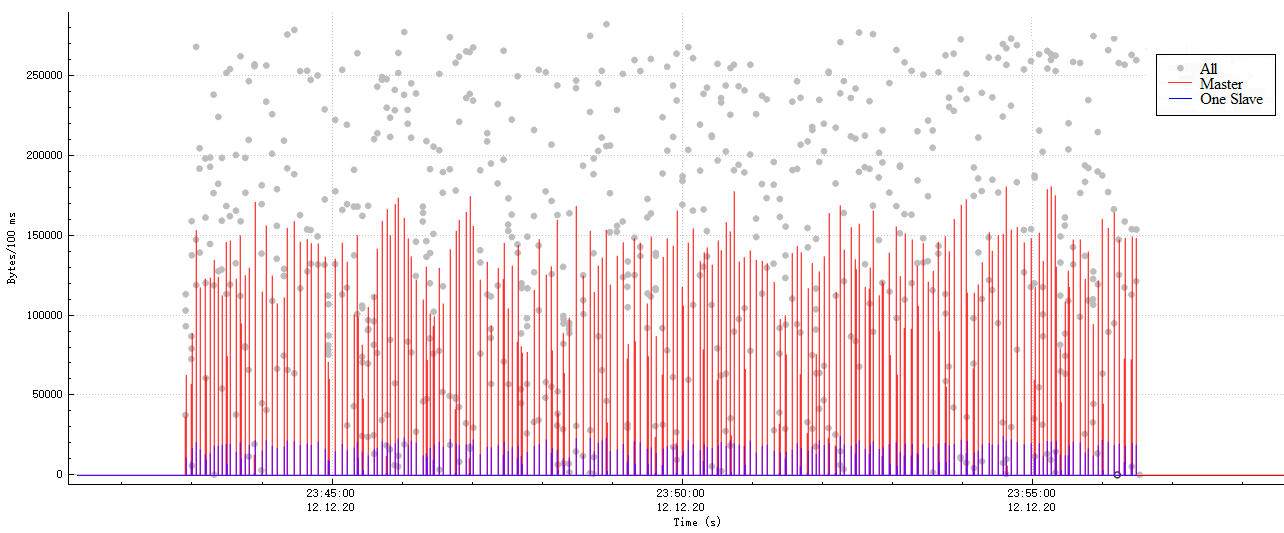 All
Master
One Slave
Bytes/100 ms
250000
200000
150000
100000
50000
0
23:45:00
12.12.20
23:50:00
12.12.20
23:55:00
12.12.20
Time (s)